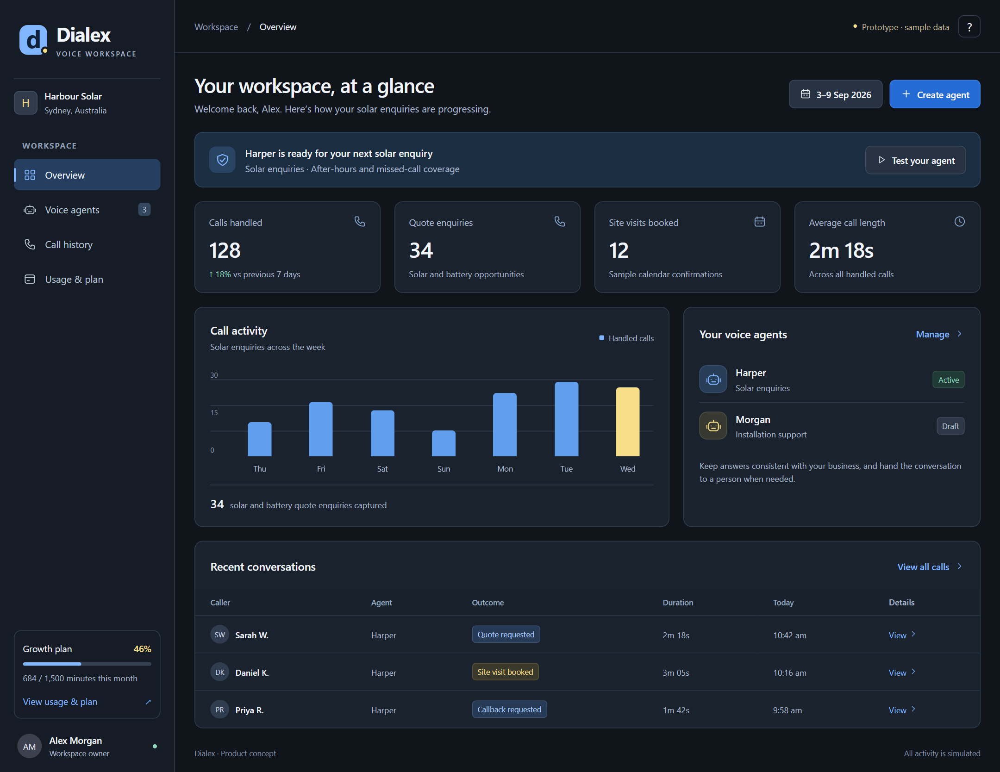 d
Dialex
VOICE WORKSPACE
H
Harbour Solar
Sydney, Australia
WORKSPACE
Overview
Voice agents 3
Call history
Usage & plan
Growth plan 46%
684 / 1,500 minutes this month
View usage & plan ↗
AM
Alex Morgan
Workspace owner
Workspace / Overview
Prototype · sample data ?
Your workspace, at a glance
Welcome back, Alex. Here’s how your solar enquiries are progressing.
3–9 Sep 2026
+ Create agent
Harper is ready for your next solar enquiry
Solar enquiries · After-hours and missed-call coverage
Test your agent
Calls handled
128
↑ 18% vs previous 7 days
Quote enquiries
34
Solar and battery opportunities
Site visits booked
12
Sample calendar confirmations
Average call length
2m 18s
Across all handled calls
Call activity
Solar enquiries across the week
Handled calls
30
15
0
Thu Fri Sat Sun Mon Tue Wed
34 solar and battery quote enquiries captured
Your voice agents
Manage
Harper
Solar enquiries
Active
Morgan
Installation support
Draft
Keep answers consistent with your business, and hand the conversation
to a person when needed.
Recent conversations
View all calls
Caller Agent Outcome Duration Today Details
SW Sarah W. Harper Quote requested 2m 18s 10:42 am View
DK Daniel K. Harper Site visit booked 3m 05s 10:16 am View
PR Priya R. Harper Callback requested 1m 42s 9:58 am View
Dialex · Product concept
All activity is simulated